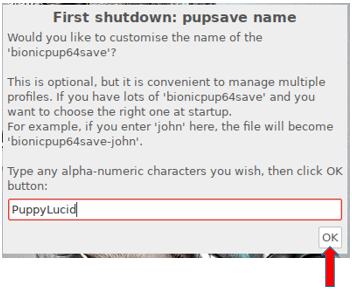 First shutdown: pupsave name
Would you like to customise the name of the
'bionicpup64save'?
This is optional, but it is convenient to manage multiple
profiles. If you have lots of 'bionicpup64save' and you
want to choose the right one at startup.
For example, if you enter 'john' here, the file will become
'bionicpup64save-john'.
Type any alpha-numeric characters you wish, then click OK
button:
PuppyLucid
OK